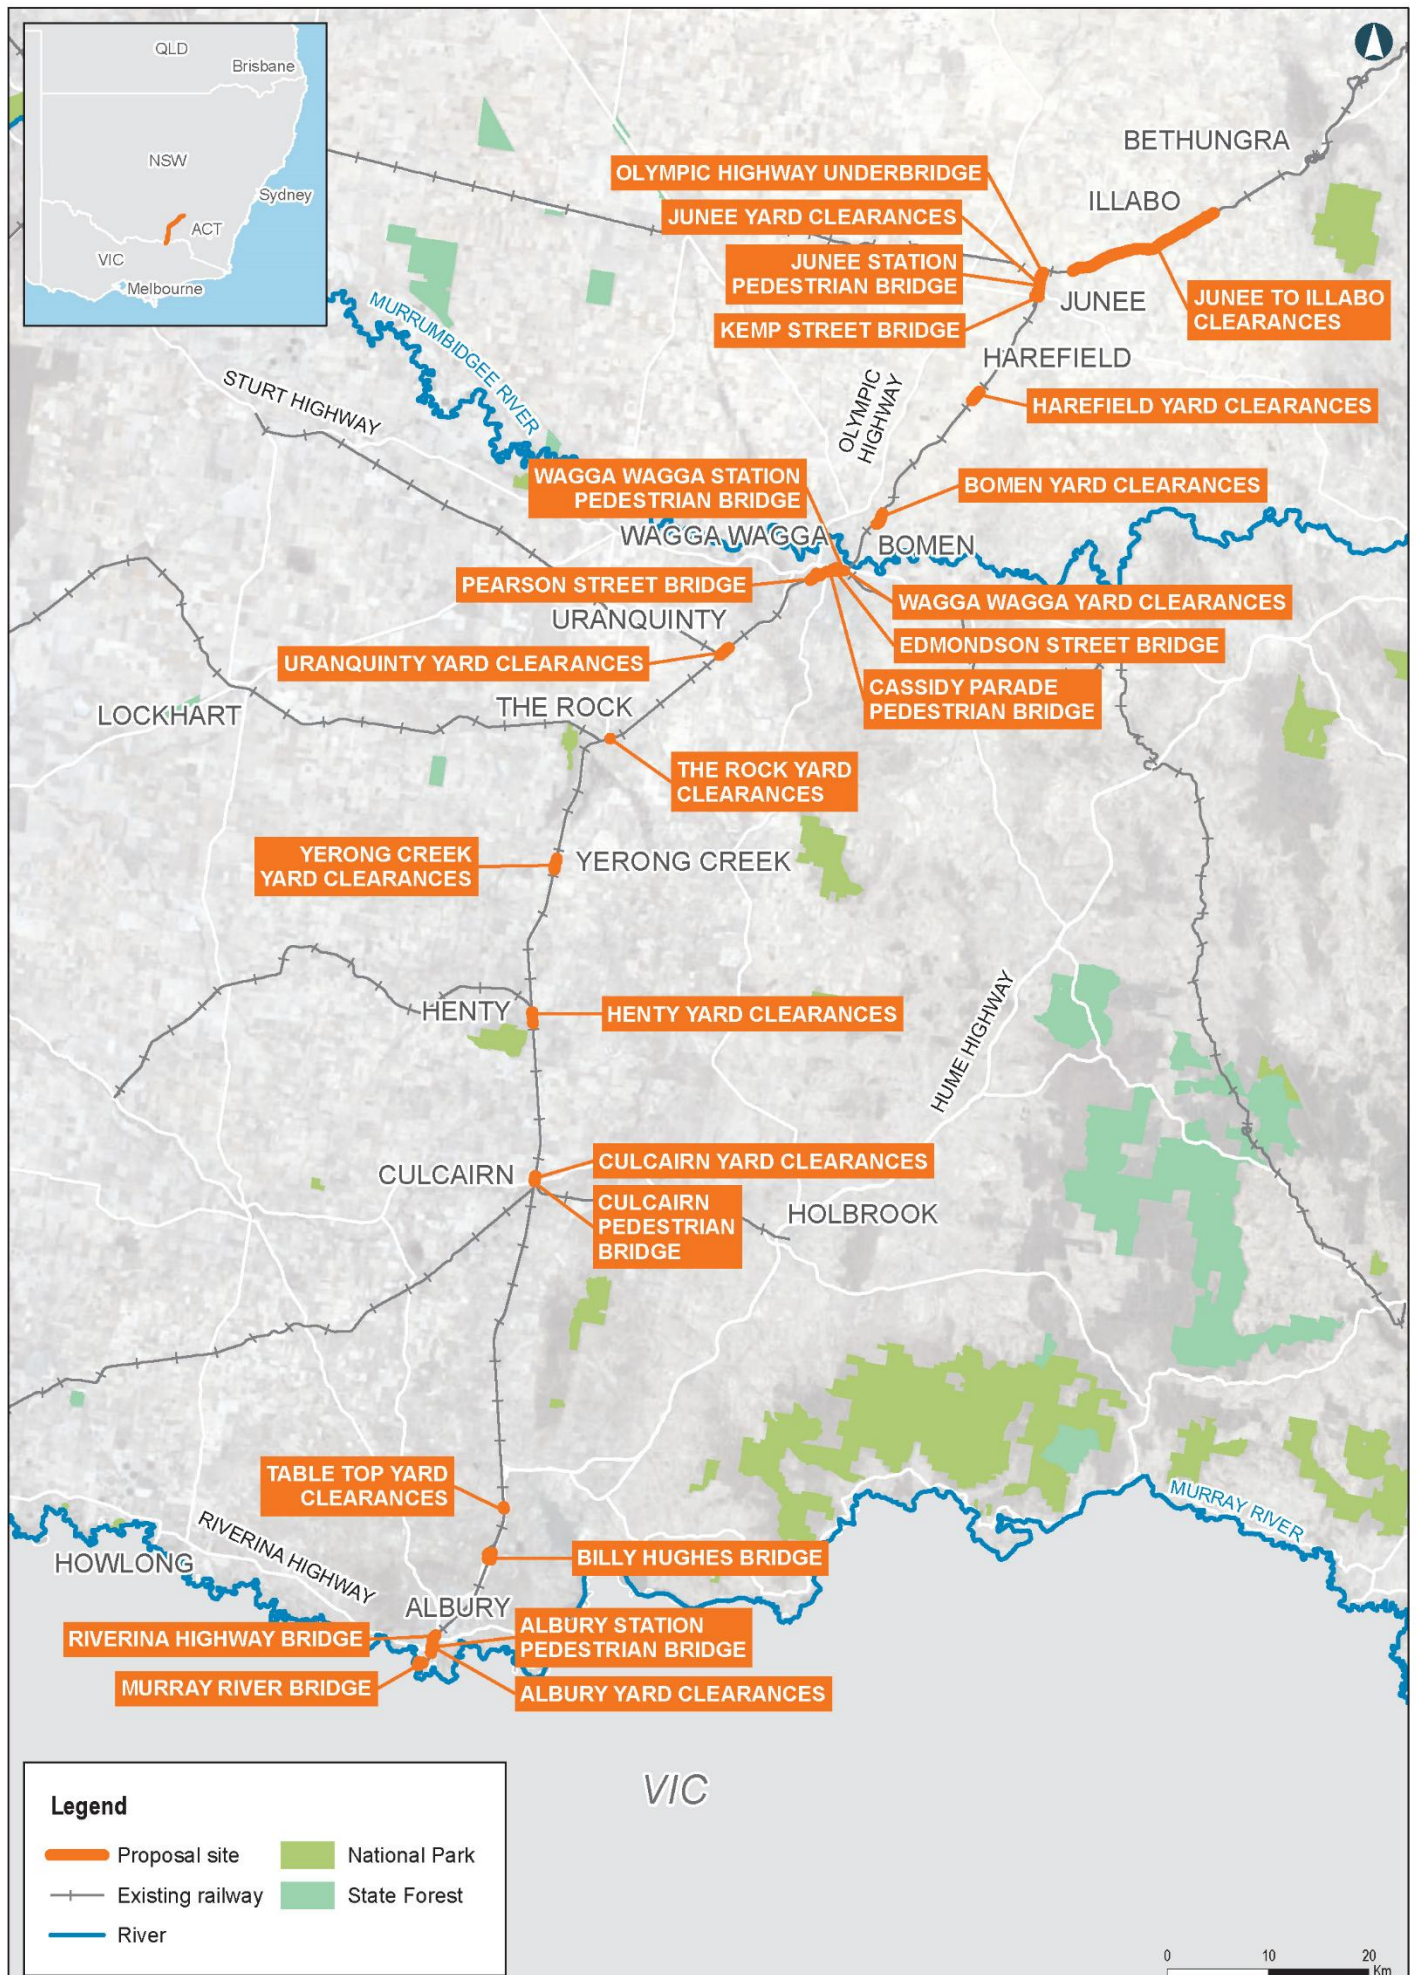 QLD
Brisbane
NSW
Sydney
ACT
VIC
Melbourne
BETHUNGRA
OLYMPIC HIGHWAY UNDERBRIDGE
ILLABO
JUNEE YARD CLEARANCES
JUNEE STATION
PEDESTRIAN BRIDGE
JUNEE
JUNEE TO ILLABO
CLEARANCES
KEMP STREET BRIDGE
MURRUMBIDGEE RIVER
HAREFIELD
STURT HIGHWAY
OLYMPIC
HIGHWAY
HAREFIELD YARD CLEARANCES
WAGGA WAGGA STATION
PEDESTRIAN BRIDGE
BOMEN YARD CLEARANCES
WAGGA WAGGA
BOMEN
PEARSON STREET BRIDGE
WAGGA WAGGA YARD CLEARANCES
URANQUINTY
EDMONDSON STREET BRIDGE
URANQUINTY YARD CLEARANCES
CASSIDY PARADE
PEDESTRIAN BRIDGE
LOCKHART
THE ROCK
THE ROCK YARD
CLEARANCES
YERONG CREEK
YARD CLEARANCES
YERONG CREEK
HENTY
HENTY YARD CLEARANCES
HUME HIGHWAY
CULCAIRN
CULCAIRN YARD CLEARANCES
CULCAIRN
PEDESTRIAN
BRIDGE
HOLBROOK
TABLE TOP YARD
CLEARANCES
MURRAY RIVER
RIVERINA HIGHWAY
HOWLONG
BILLY HUGHES BRIDGE
ALBURY
RIVERINA HIGHWAY BRIDGE
ALBURY STATION
PEDESTRIAN BRIDGE
MURRAY RIVER BRIDGE
ALBURY YARD CLEARANCES
VIC
Legend
Proposal site
National Park
Existing railway
State Forest
River
0 10 20
Km